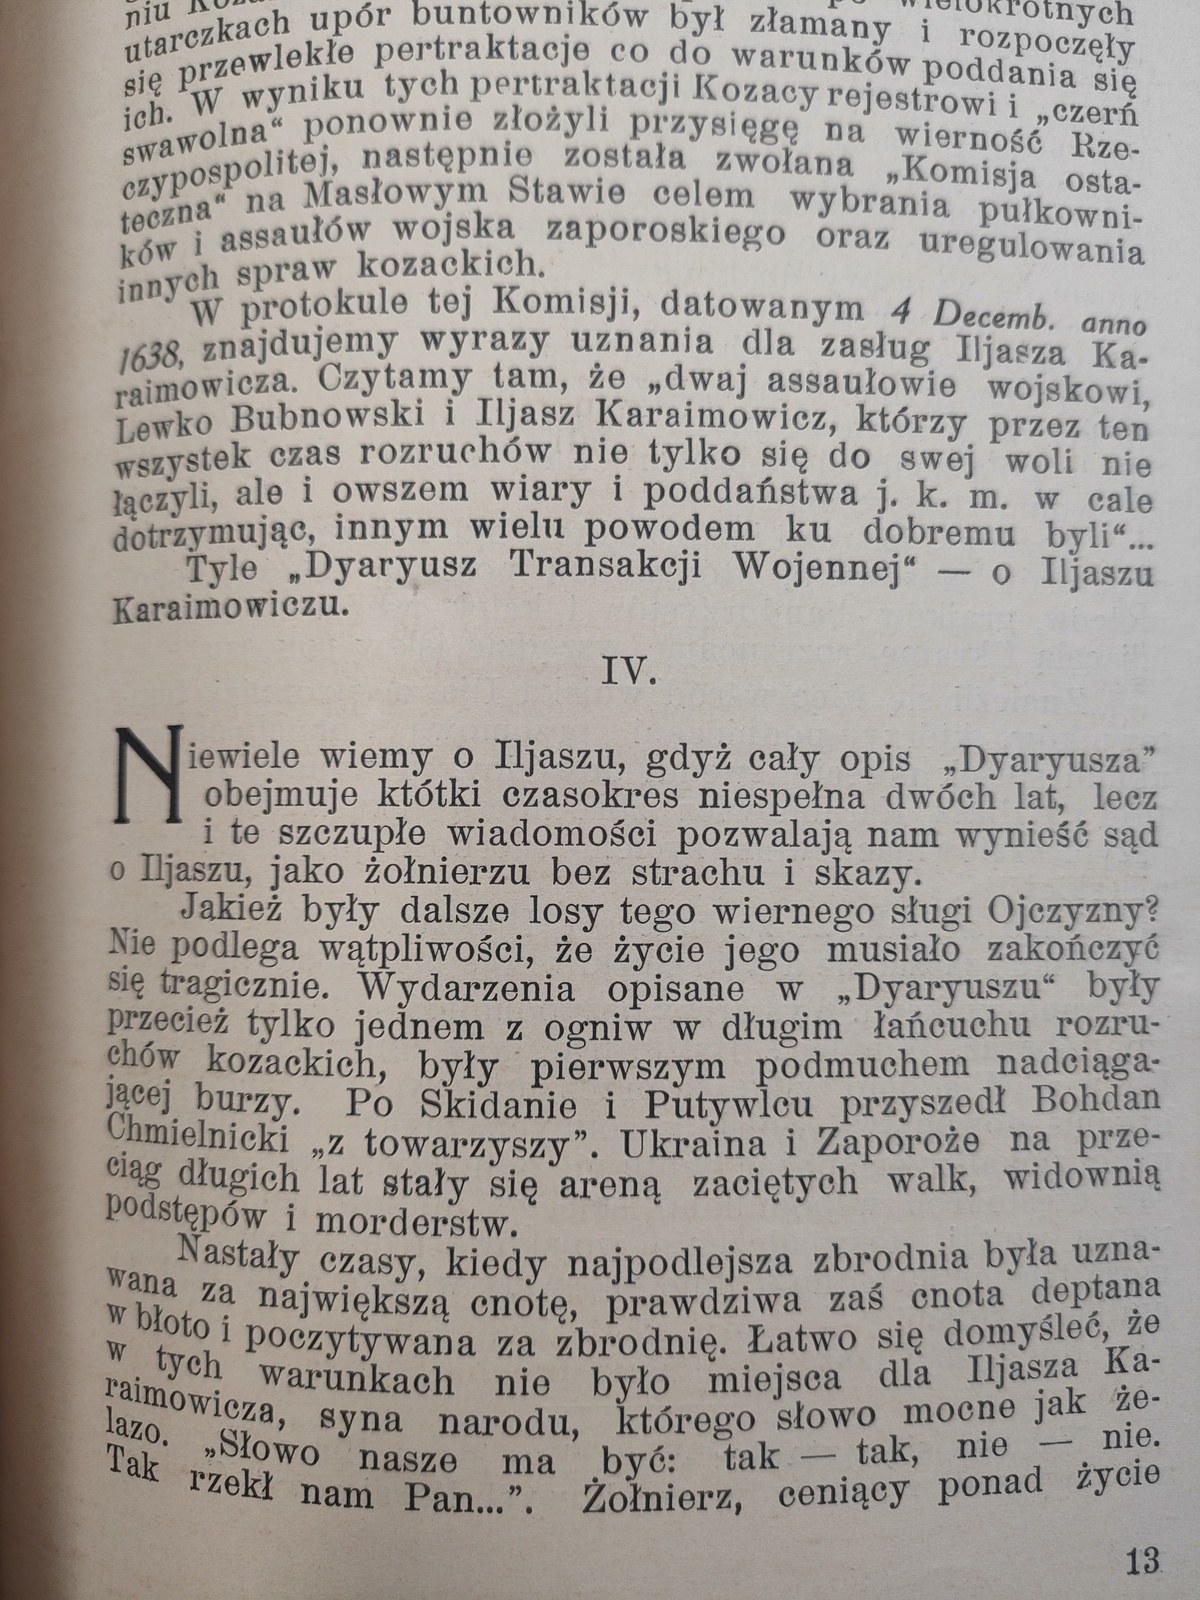 niu
wielokrotnych
utarczkach upór buntowników był złamany i rozpoczęły
się przewlekłe pertraktacje co do warunków poddania się
ich. W wyniku tych pertraktacji Kozacy rejestrowi i „czerń
swawolna“ ponownie złożyli przysięgę na wierność Rze-
czypospolitej, następnie została zwołana „Komisja osta-
teczna“ na Masłowym Stawie celem wybrania pułkowni-
ków i assaułów wojska zaporoskiego oraz uregulowania
innych spraw kozackich.
W protokule tej Komisji, datowanym 4 Decemb. anno
1638, znajdujemy wyrazy uznania dla zasług Iljasza Ka-
raimowicza. Czytamy tam, że „dwaj assaułowie wojskowi,
Lewko Bubnowski i Iljasz Karaimowicz, którzy przez ten
wszystek czas rozruchów nie tylko się do swej woli nie
łączyli, ale i owszem wiary i poddaństwa j. k. m. w cale
dotrzymując, innym wielu powodem ku dobremu byli“...
Tyle „Dyaryusz Transakcji Wojennej“ — o Iljaszu
Karaimowiczu.
IV.
Niewiele wiemy o Iljaszu, gdyż cały opis „Dyaryusza”
obejmuje któtki czasokres niespełna dwóch lat, lecz
i te szczupłe wiadomości pozwalają nam wynieść sąd
o Iljaszu, jako żołnierzu bez strachu i skazy.
Jakież były dalsze losy tego wiernego sługi Ojczyzny?
Nie podlega wątpliwości, że życie jego musiało zakończyć
się tragicznie. Wydarzenia opisane w „Dyaryuszu“ były
przecież tylko jednem z ogniw w długim łańcuchu rozru-
chów kozackich, były pierwszym podmuchem nadciąga-
jącej burzy. Po Skidanie i Putywlcu przyszedł Bohdan
Chmielnicki „z towarzyszy”. Ukraina i Zaporoże na prze-
ciąg długich lat stały się areną zaciętych walk, widownią
podstępów i morderstw.
Nastały czasy, kiedy najpodlejsza zbrodnia była uzna-
wana za największą cnotę, prawdziwa zaś cnota deptana
w błoto i poczytywana za zbrodnię. Łatwo się domyśleć, że
w tych warunkach nie było miejsca dla Iljasza Ka-
raimowicza, syna narodu, którego słowo mocne jak że-
lazo. „Słowo nasze ma być: tak — tak, nie — nie.
Tak rzekł nam Pan...”. Żołnierz, ceniący ponad życie
13